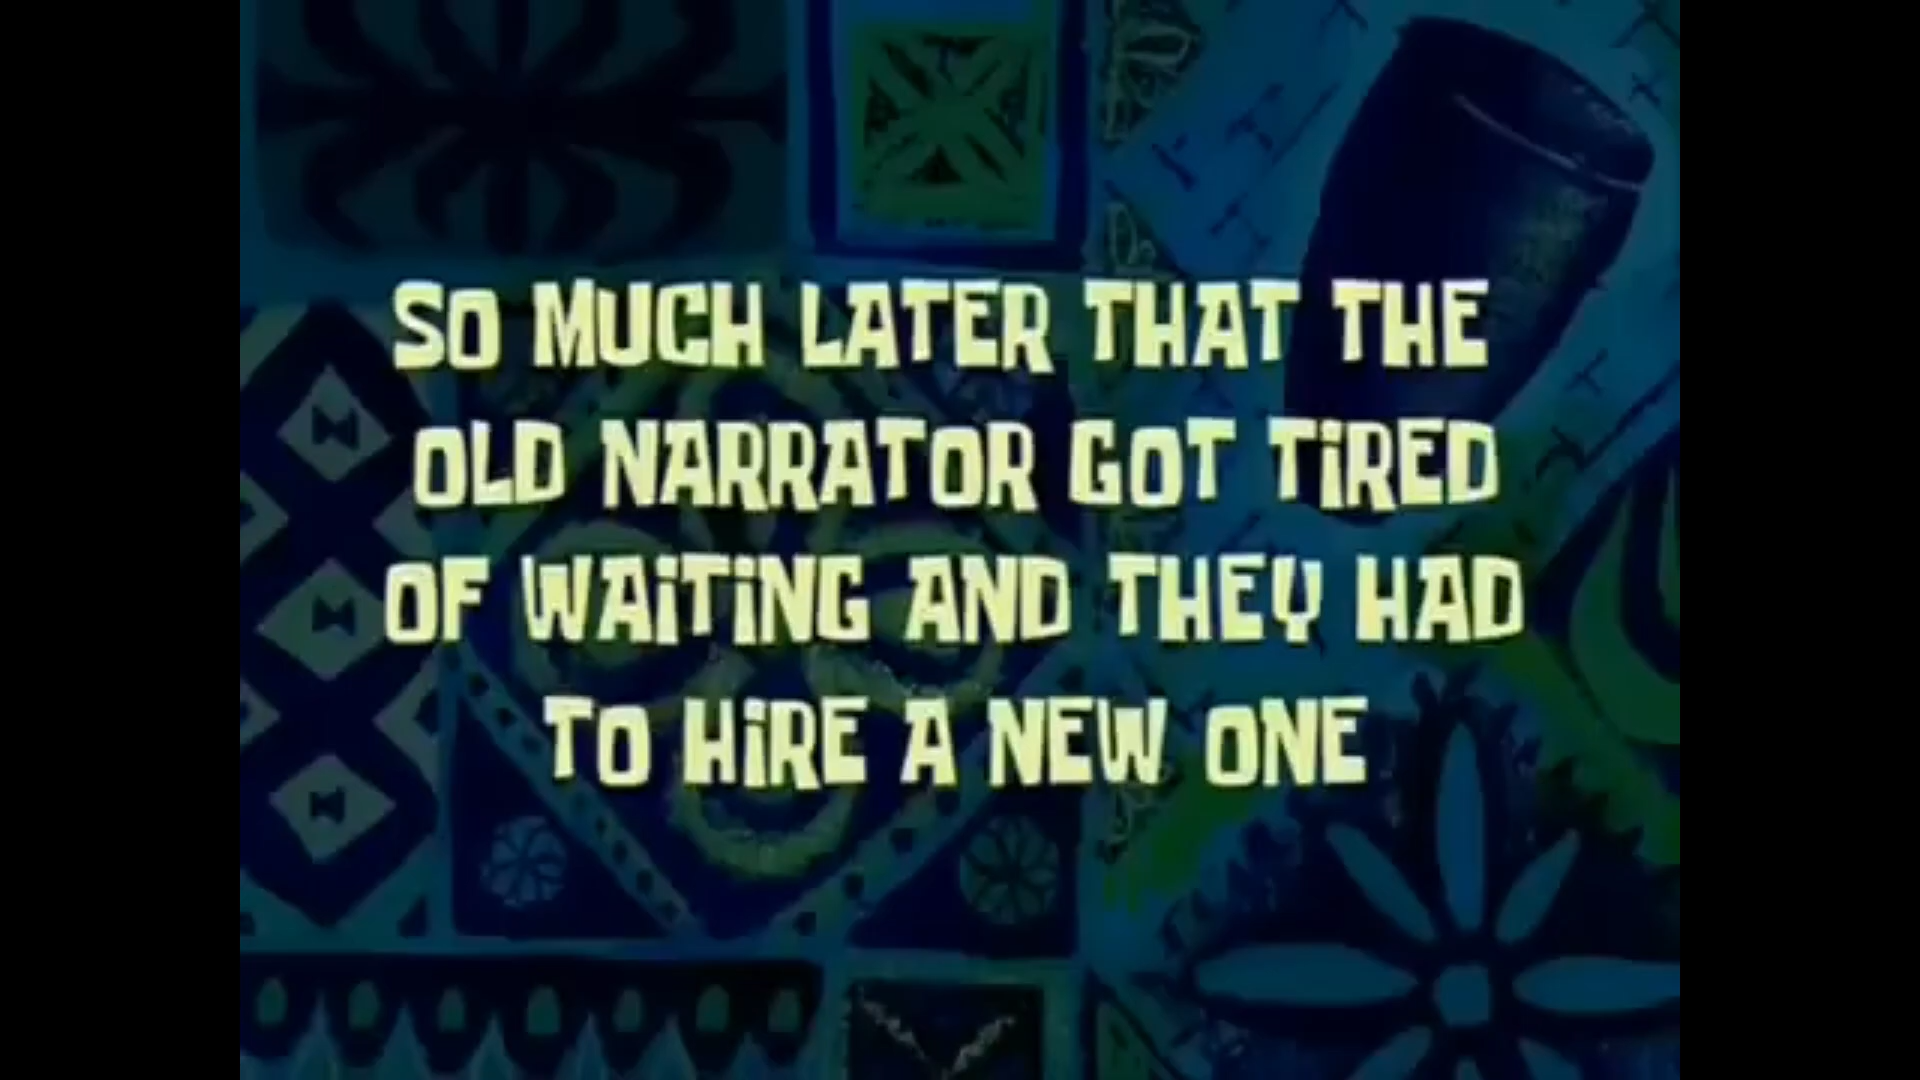 SO MUCH LATER THAT THE
OLD NARRATOR GOT TiRED
OF WAiTiNG AND THEY HAD
TO HiRE A NEW ONE